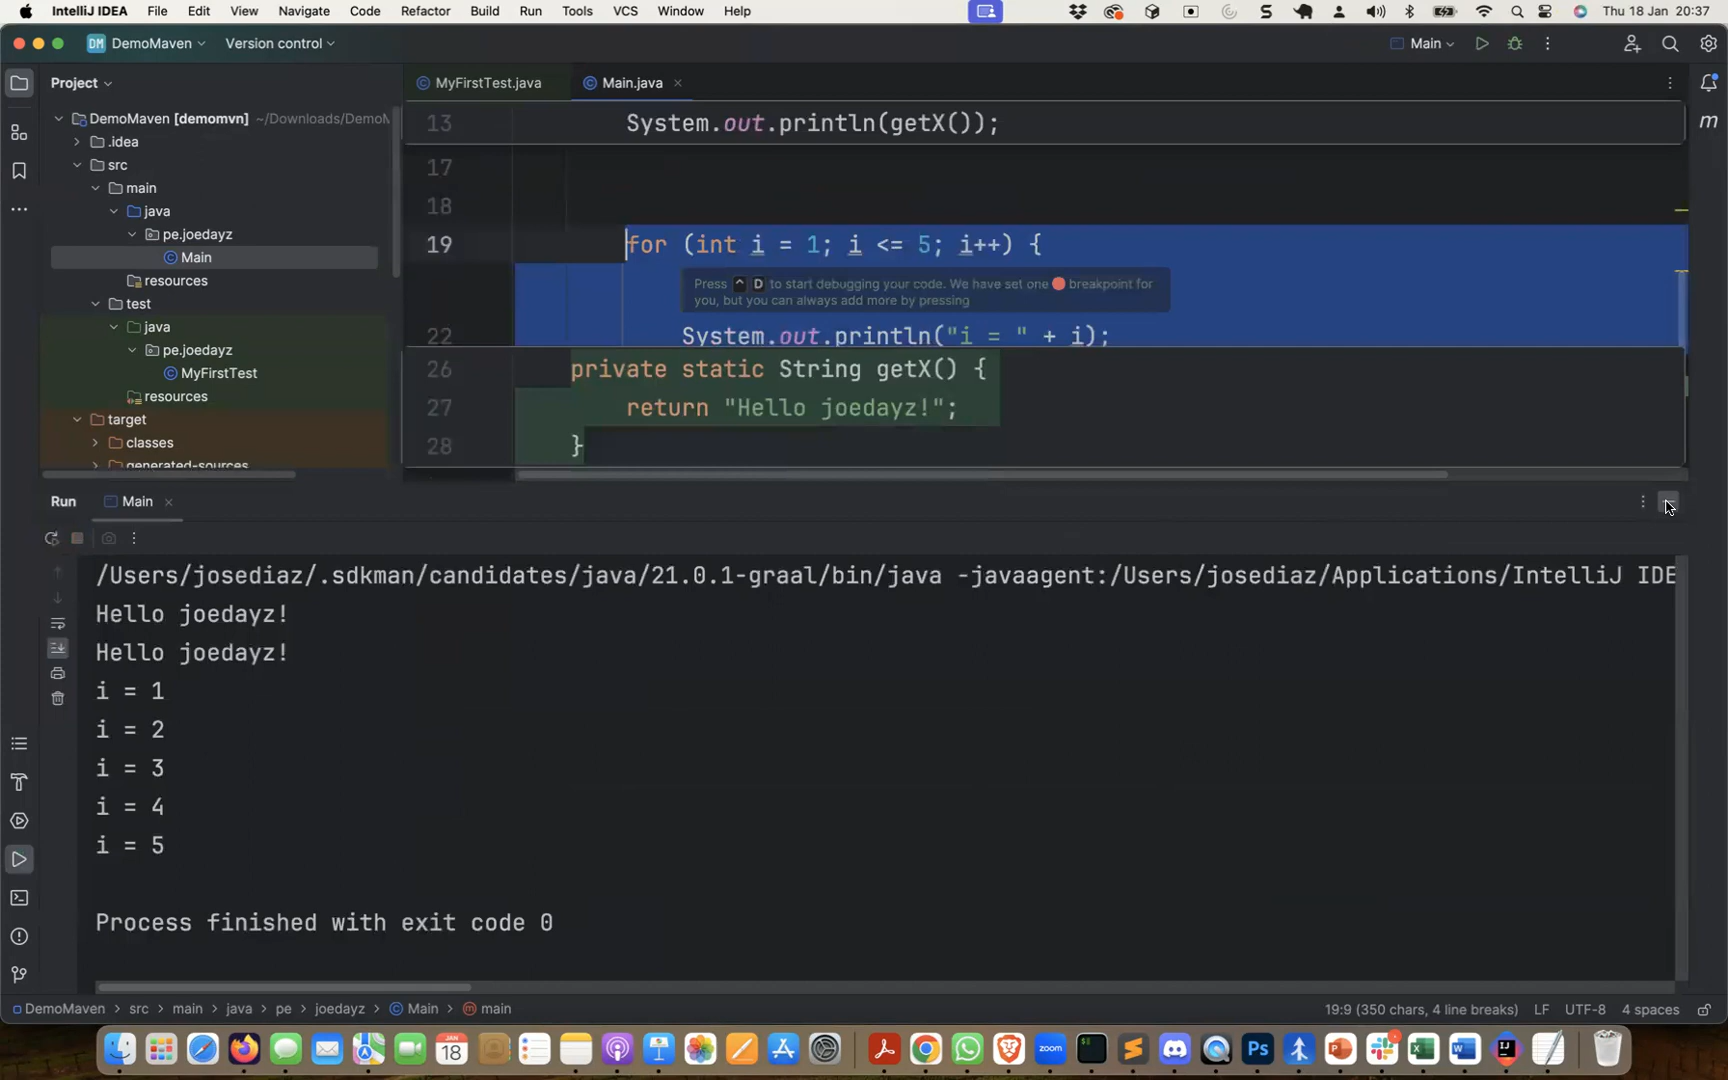 IntelliJ IDEA File Edit View Navigate Code Refactor Build Run Tools VCS Window Help Thu 18 Jan 20:37
DM DemoMaven Version control Main
Project MyFirstTest.java Main.java
DemoMaven [demomvn] ~/Downloads/DemoM
.idea
src
main
java
pe.joedayz
Main
resources
test
java
pe.joedayz
MyFirstTest
resources
target
classes
generated-sources
13 System.out.println(getX());
17
18
19 for (int i = 1; i <= 5; i++) {
Press ^ D to start debugging your code. We have set one breakpoint for
you, but you can always add more by pressing
22 System.out.println("i = " + i);
26 private static String getX() {
27 return "Hello joedayz!";
28 }
Run Main
/Users/josediaz/.sdkman/candidates/java/21.0.1-graal/bin/java -javaagent:/Users/josediaz/Applications/IntelliJ IDE
Hello joedayz!
Hello joedayz!
i = 1
i = 2
i = 3
i = 4
i = 5
Process finished with exit code 0
DemoMaven > src > main > java > pe > joedayz > Main > main 19:9 (350 chars, 4 line breaks) LF UTF-8 4 spaces
JAN
18
zoom
Ps